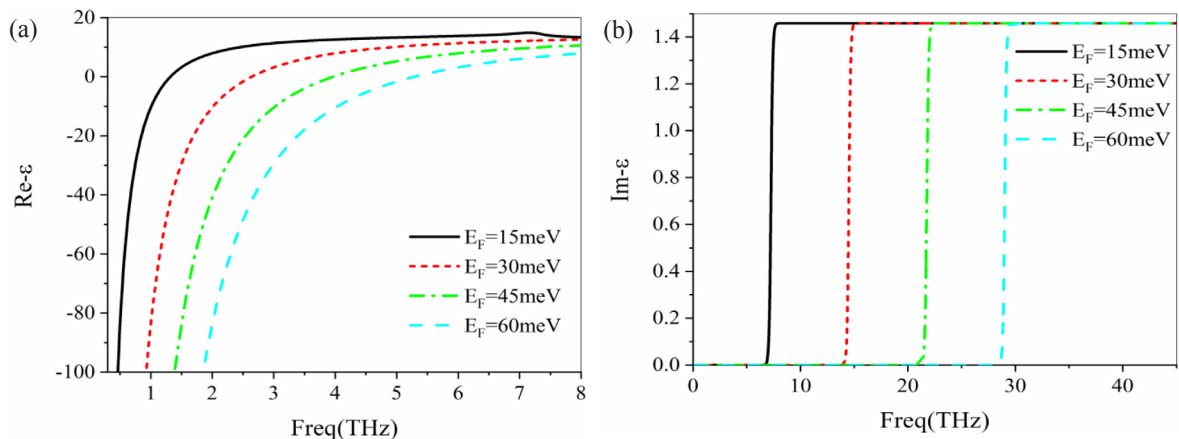 (a)
20
0
-20
-40
-60
-80
-100
Re-ε
1 2 3 4 5 6 7 8
Freq(THz)
E_F=15meV
E_F=30meV
E_F=45meV
E_F=60meV
(b)
1.4
1.2
1.0
0.8
0.6
0.4
0.2
0.0
Im-ε
0 10 20 30 40
Freq(THz)
E_F=15meV
E_F=30meV
E_F=45meV
E_F=60meV